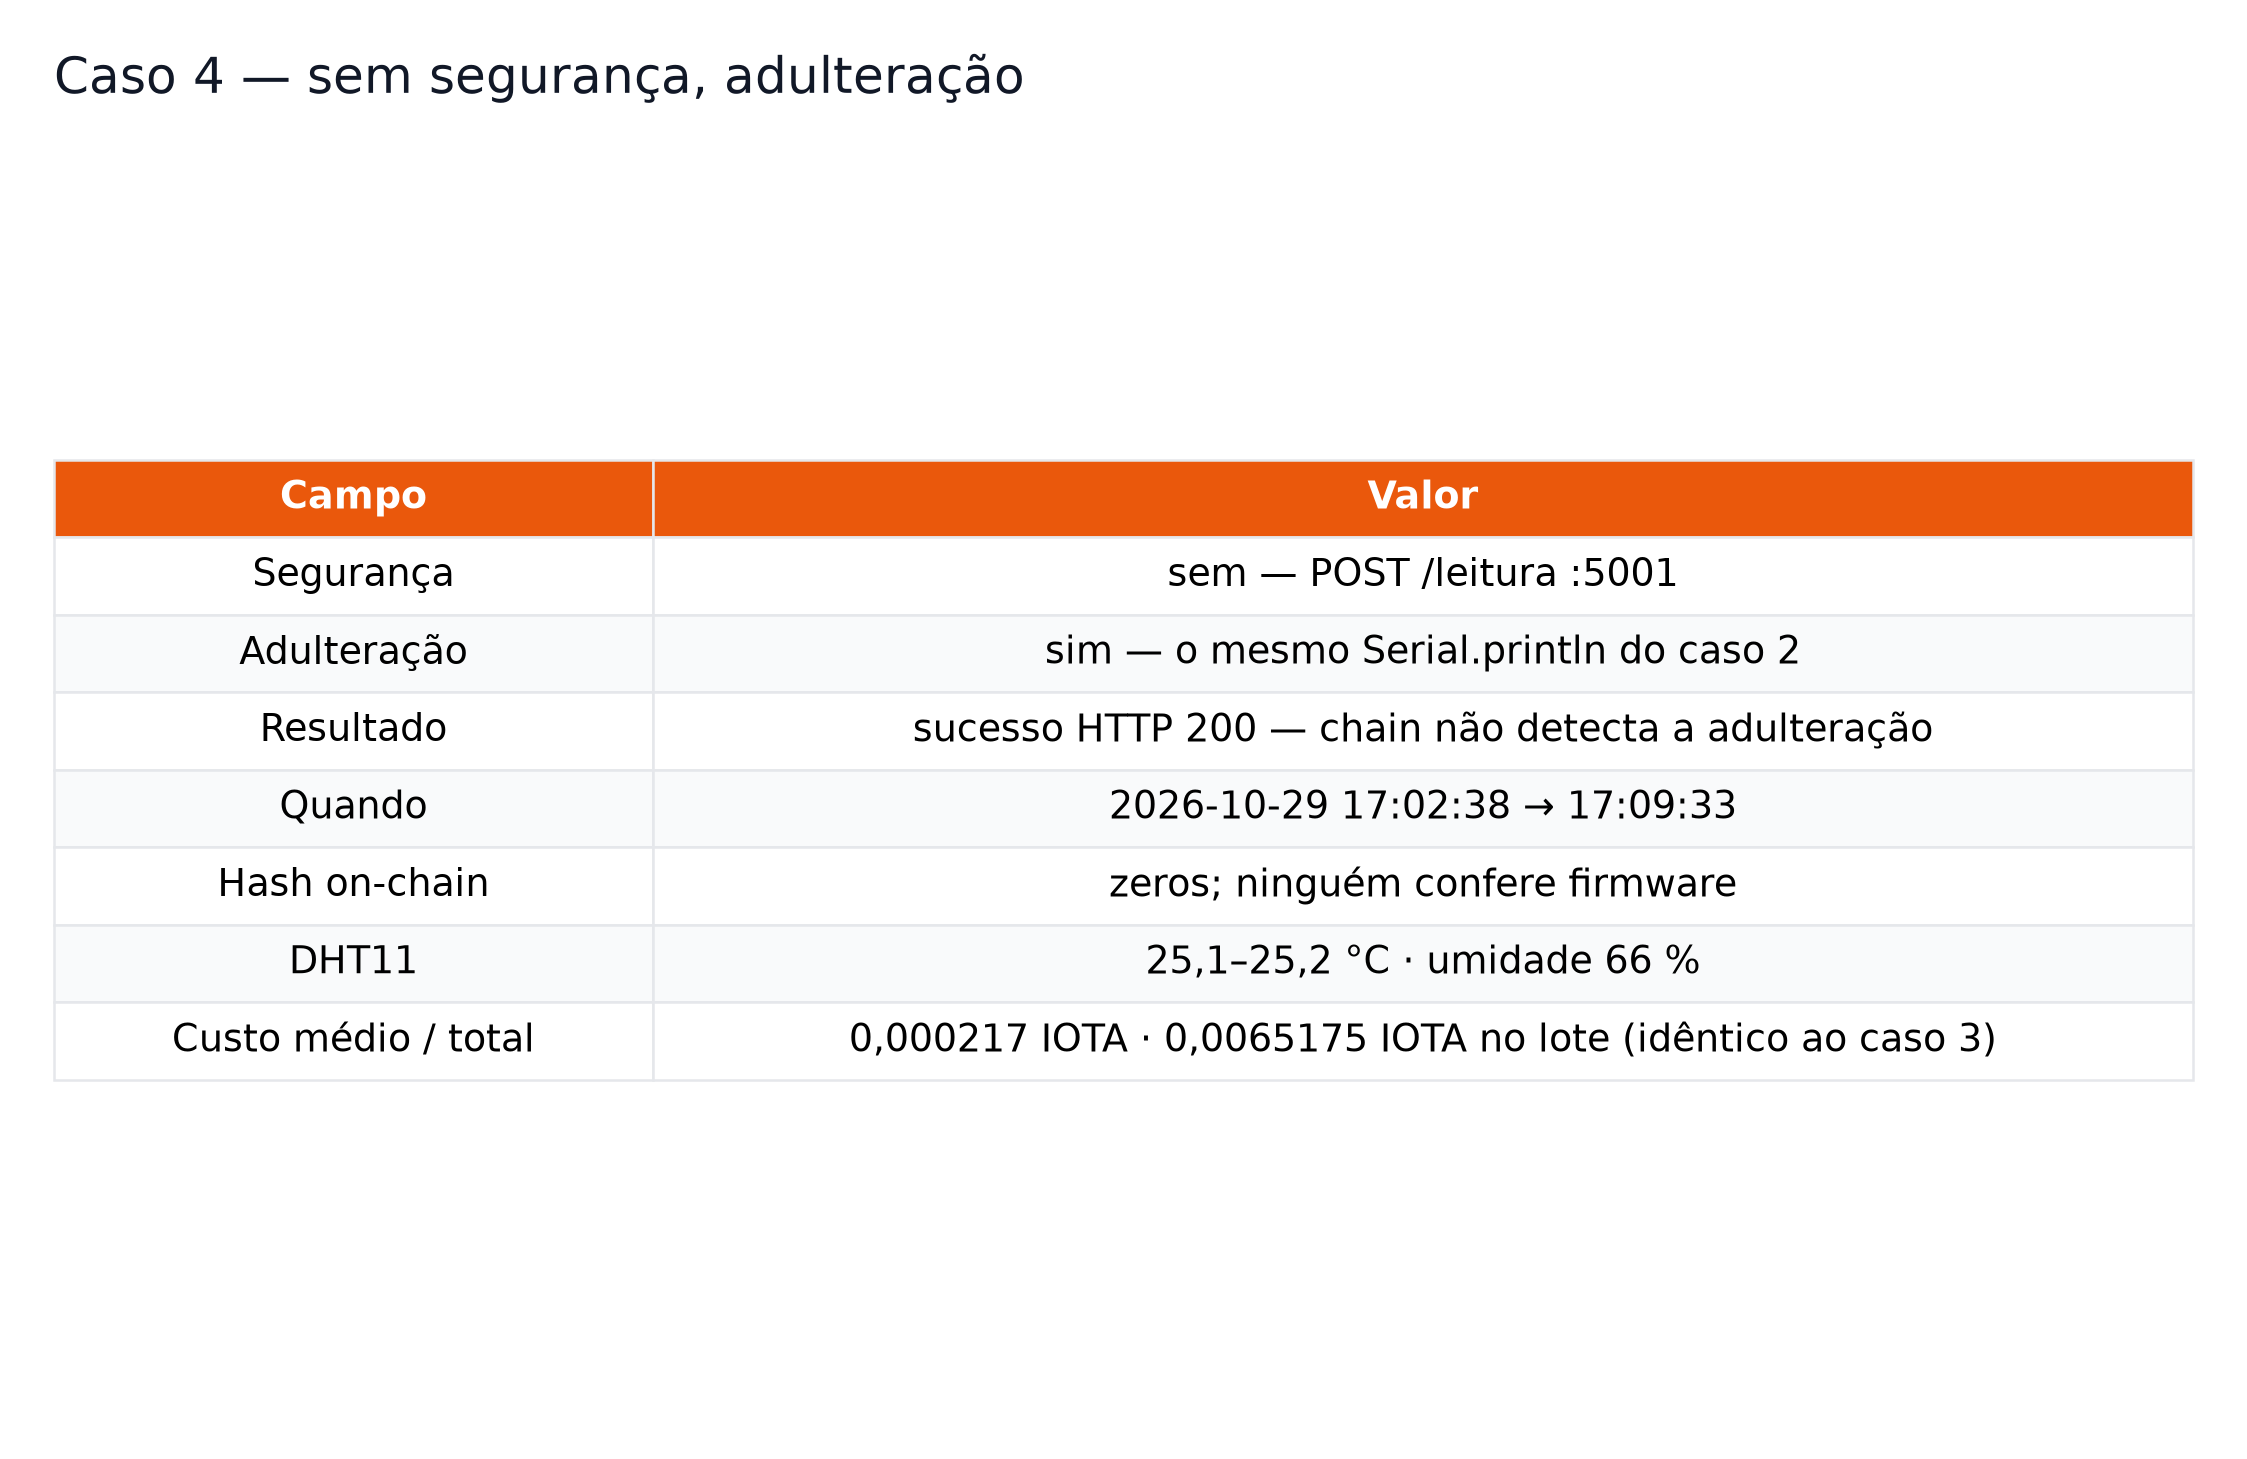 Caso 4 — sem segurança, adulteração
Campo Valor
Segurança sem — POST /leitura :5001
Adulteração sim — o mesmo Serial.println do caso 2
Resultado sucesso HTTP 200 — chain não detecta a adulteração
Quando 2026-10-29 17:02:38 → 17:09:33
Hash on-chain zeros; ninguém confere firmware
DHT11 25,1–25,2 °C · umidade 66 %
Custo médio / total 0,000217 IOTA · 0,0065175 IOTA no lote (idêntico ao caso 3)